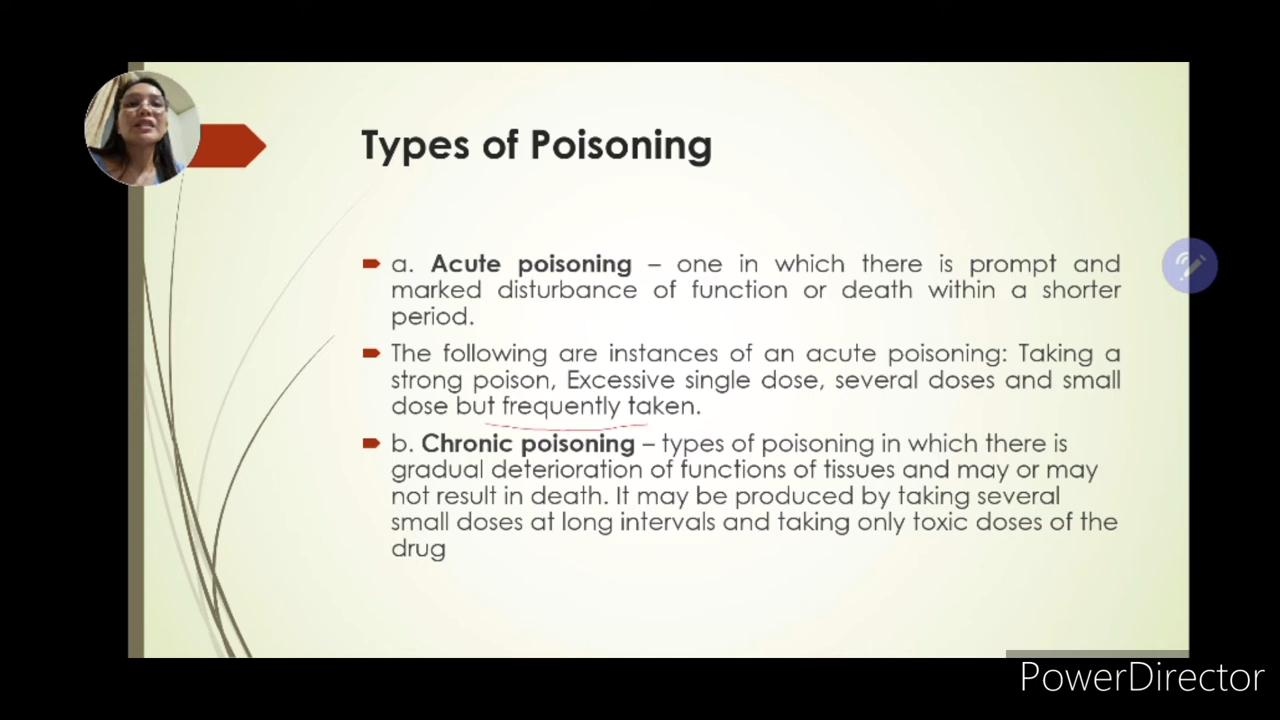 Types of Poisoning
a. Acute poisoning – one in which there is prompt and
marked disturbance of function or death within a shorter
period.
The following are instances of an acute poisoning: Taking a
strong poison, Excessive single dose, several doses and small
dose but frequently taken.
b. Chronic poisoning – types of poisoning in which there is
gradual deterioration of functions of tissues and may or may
not result in death. It may be produced by taking several
small doses at long intervals and taking only toxic doses of the
drug
PowerDirector